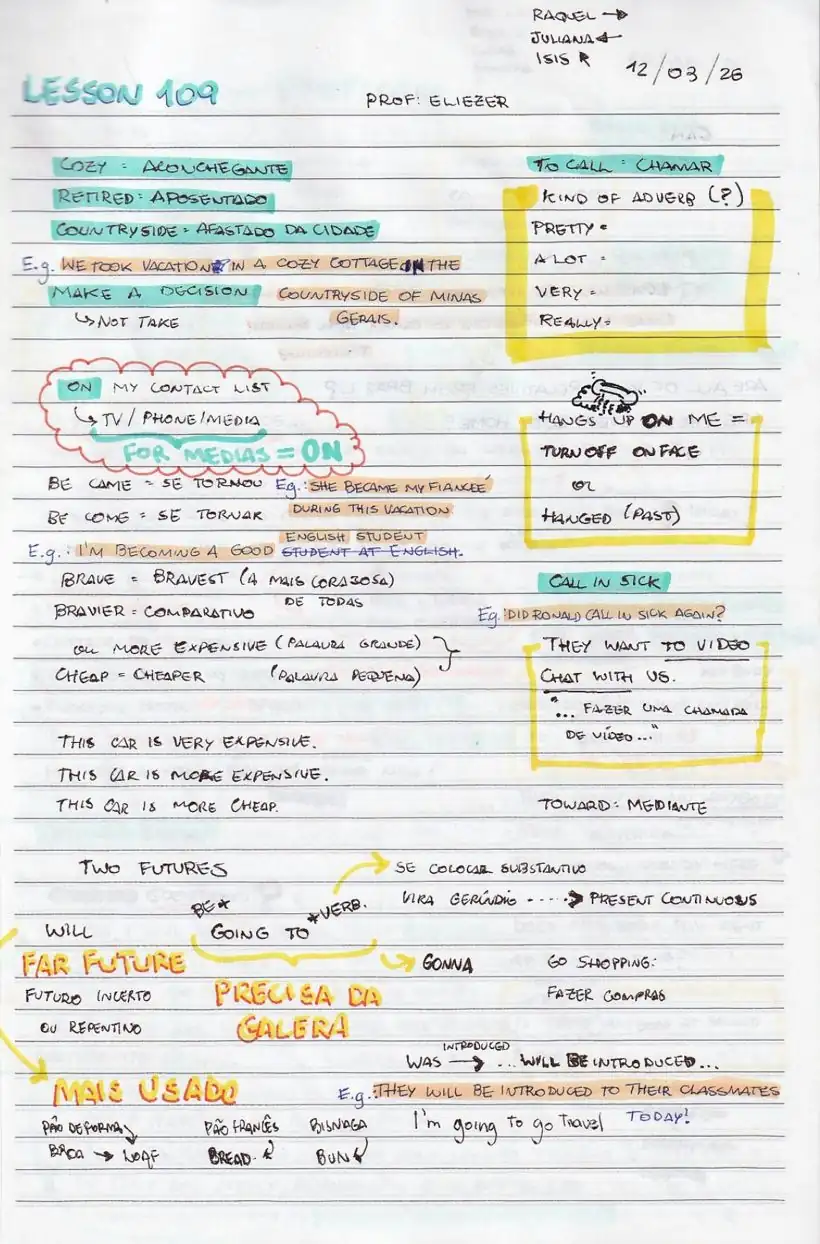 RAQUEL →
JULIANA ←
ISIS
12/03/26
LESSON 109
PROF: ELIEZER
COZY = ACONCHEGANTE
RETIRED: APOSENTADO
COUNTRYSIDE = AFASTADO DA CIDADE
E.g. WE TOOK VACATION IN A COZY COTTAGE ON THE
COUNTRYSIDE OF MINAS
GERAIS.
MAKE A DECISION
↳ NOT TAKE
TO CALL = CHAMAR
KIND OF ADVERB (?)
PRETTY =
A LOT =
VERY =
REALLY =
ON MY CONTACT LIST
↳ TV / PHONE / MEDIA
FOR MEDIAS = ON
HANGS UP ON ME =
TURN OFF ON FACE
OR
HANGED (PAST)
BE CAME = SE TORNOU Eg.: SHE BECAME MY FIANCEÉ
DURING THIS VACATION
BE COME = SE TORNAR
ENGLISH STUDENT
E.g.: I'M BECOMING A GOOD STUDENT AT ENGLISH.
BRAVE = BRAVEST (A MAIS CORAJOSA)
DE TODAS
BRAVIER = COMPARATIVO
OU MORE EXPENSIVE (PALAVRA GRANDE)
CHEAP = CHEAPER (PALAVRA PEQUENA)
CALL IN SICK
Eg: DID RONALD CALL IN SICK AGAIN?
THEY WANT TO VIDEO
CHAT WITH US.
"... FAZER UMA CHAMADA
DE VÍDEO..."
THIS CAR IS VERY EXPENSIVE.
THIS CAR IS MORE EXPENSIVE.
THIS CAR IS MORE CHEAP.
TOWARD: MEDIANTE
TWO FUTURES
SE COLOCAR SUBSTANTIVO
VIRA GERÚNDIO ----> PRESENT CONTINUOUS
WILL
BE* GOING TO *VERB.
GONNA
FAR FUTURE
FUTURO INCERTO
OU REPENTINO
PRECISA DA
GALERA
GO SHOPPING:
FAZER COMPRAS
MAIS USADO
INTRODUCED
WAS → ... WILL BE INTRODUCED...
E.g.: THEY WILL BE INTRODUCED TO THEIR CLASSMATES
TODAY!
PÃO DE FORMA
BROA → LOAF
PÃO FRANCÊS
BREAD
BISNAGA
BUN
I'm going to go travel